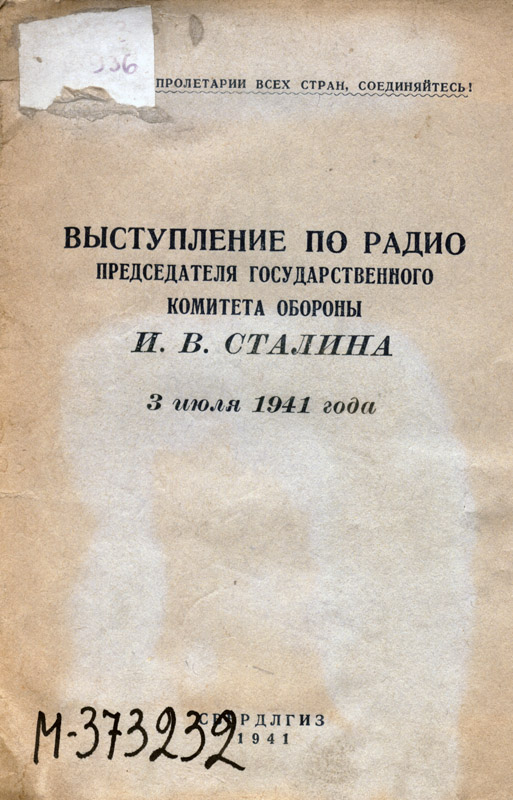 336
ПРОЛЕТАРИИ ВСЕХ СТРАН, СОЕДИНЯЙТЕСЬ!
ВЫСТУПЛЕНИЕ ПО РАДИО
ПРЕДСЕДАТЕЛЯ ГОСУДАРСТВЕННОГО
КОМИТЕТА ОБОРОНЫ
И. В. СТАЛИНА
3 июля 1941 года
СВЕРДЛГИЗ
1941
М-373232